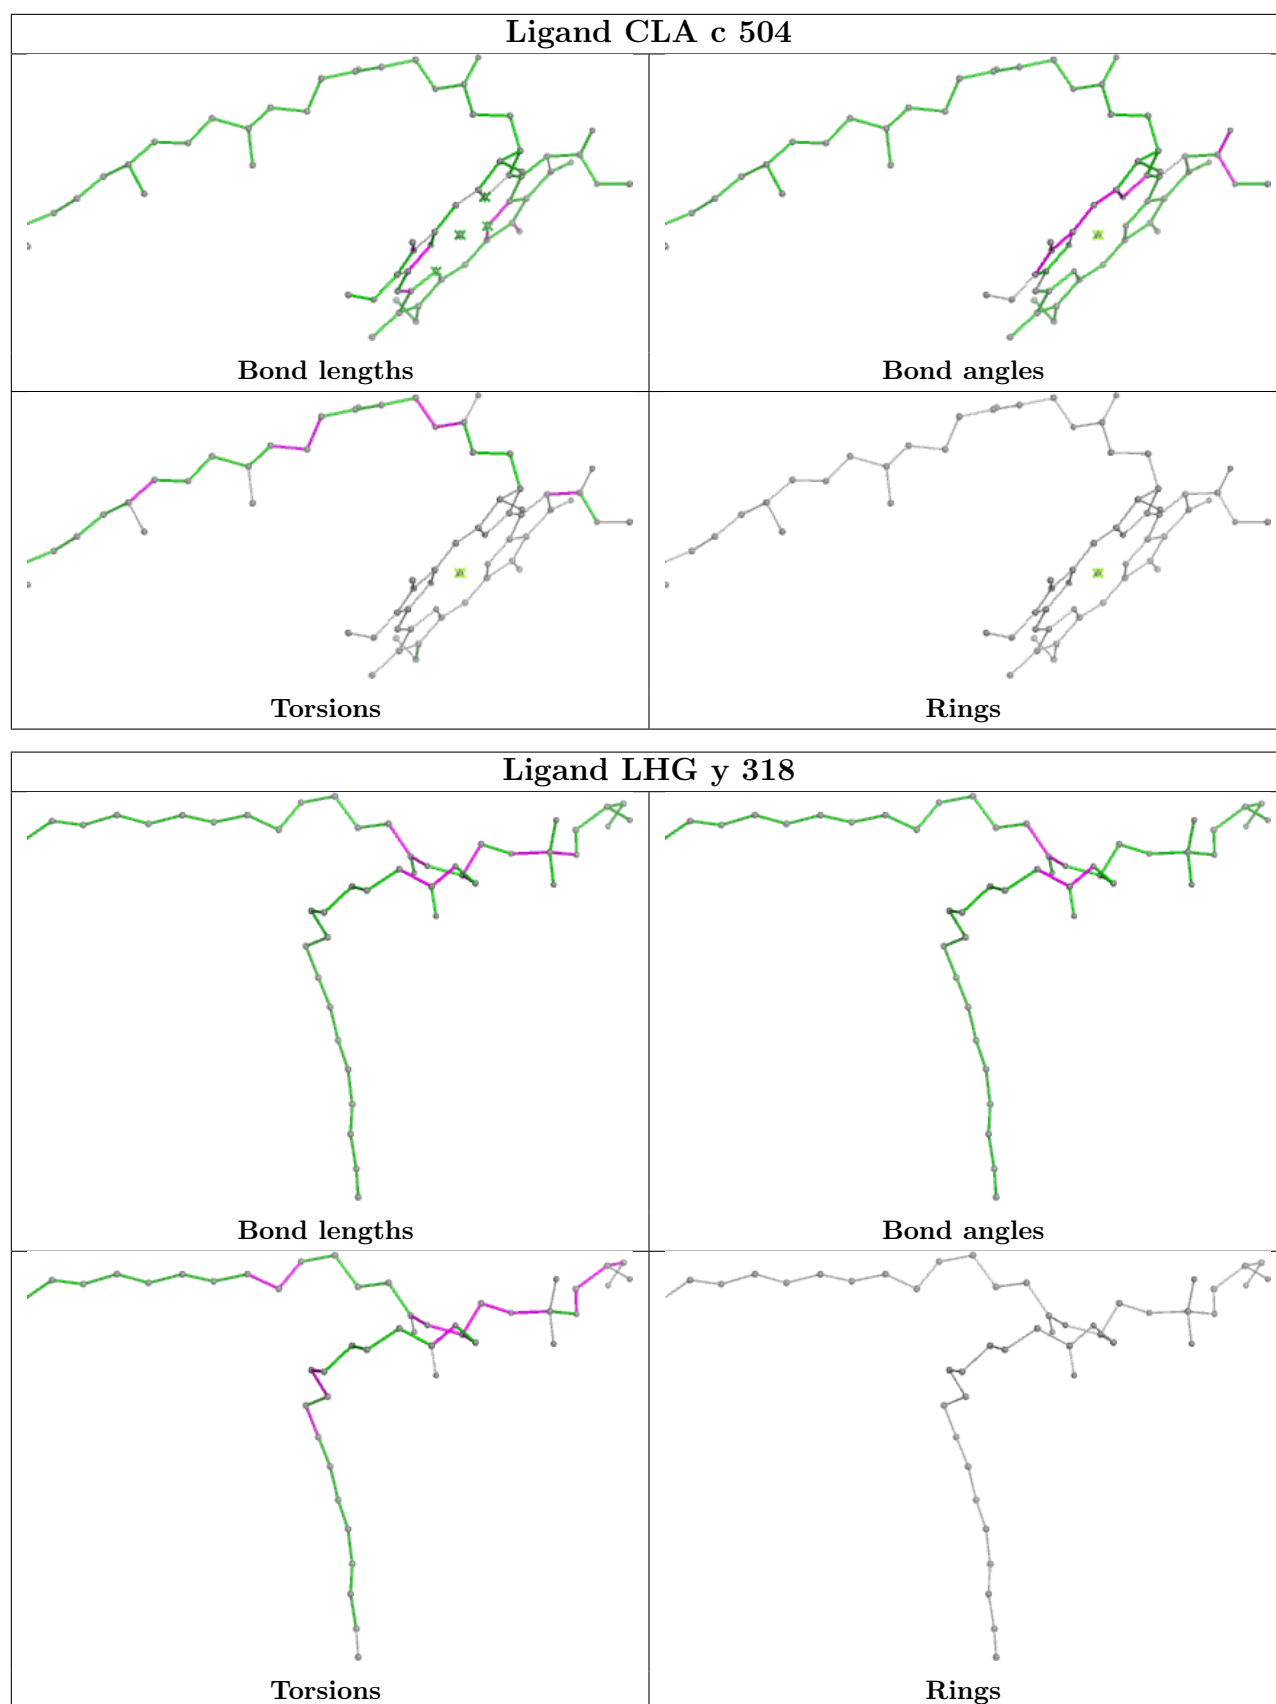 Ligand CLA c 504
Bond lengths
Bond angles
Torsions
Rings
Ligand LHG y 318
Bond lengths
Bond angles
Torsions
Rings